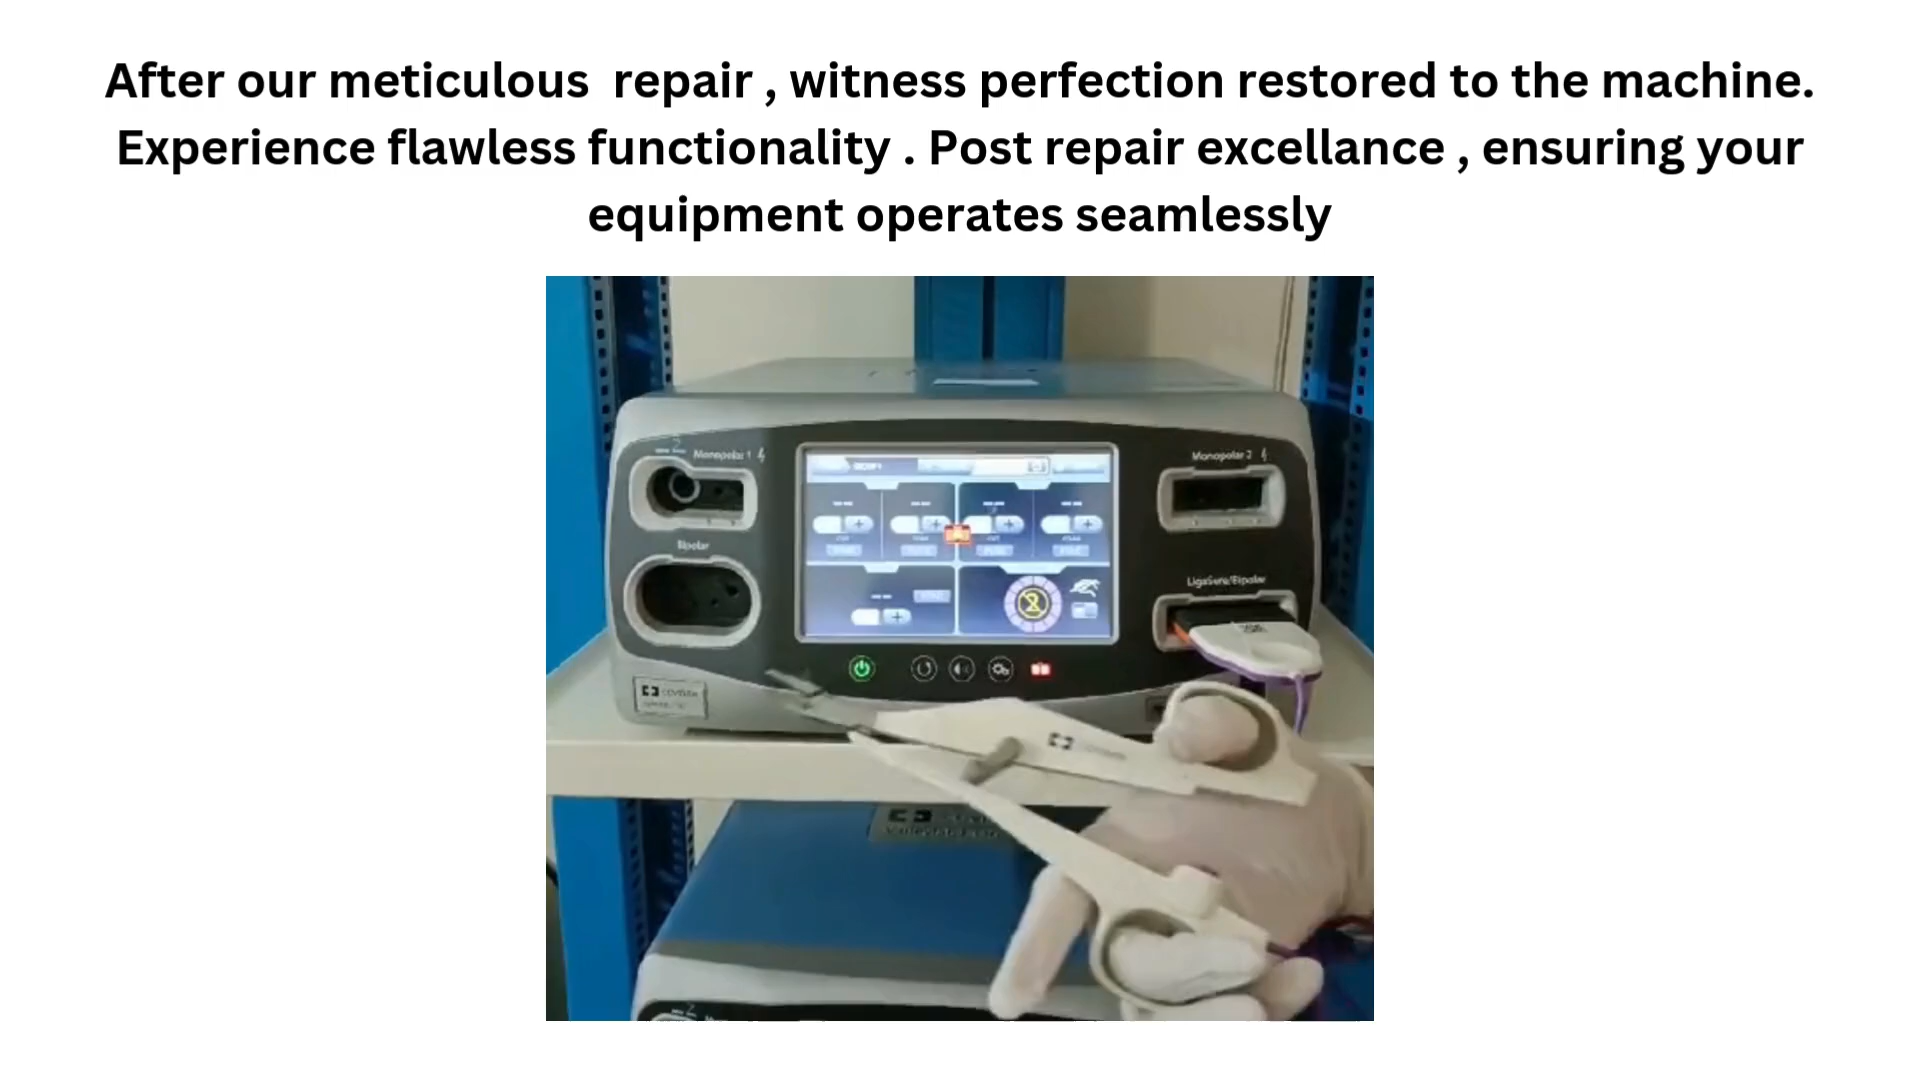 After our meticulous  repair , witness perfection restored to the machine.
Experience flawless functionality . Post repair excellance , ensuring your
equipment operates seamlessly
Monopolar 1
Monopolar 2
Bipolar
LigaSure/Bipolar